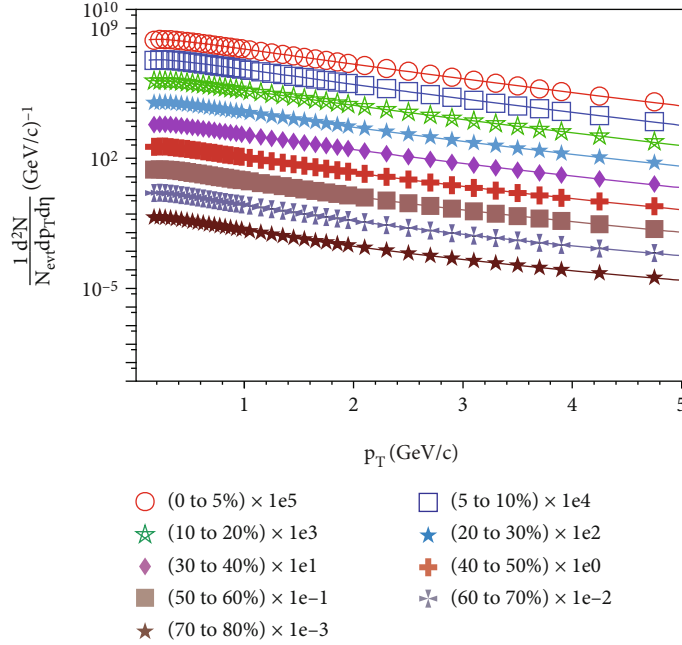 10^10
10^9
10^2
10^−5
1 d²N
N_evt dp_T dη
(GeV/c)^−1
1
2
3
4
5
p_T (GeV/c)
(0 to 5%) × 1e5
(5 to 10%) × 1e4
(10 to 20%) × 1e3
(20 to 30%) × 1e2
(30 to 40%) × 1e1
(40 to 50%) × 1e0
(50 to 60%) × 1e–1
(60 to 70%) × 1e–2
(70 to 80%) × 1e–3